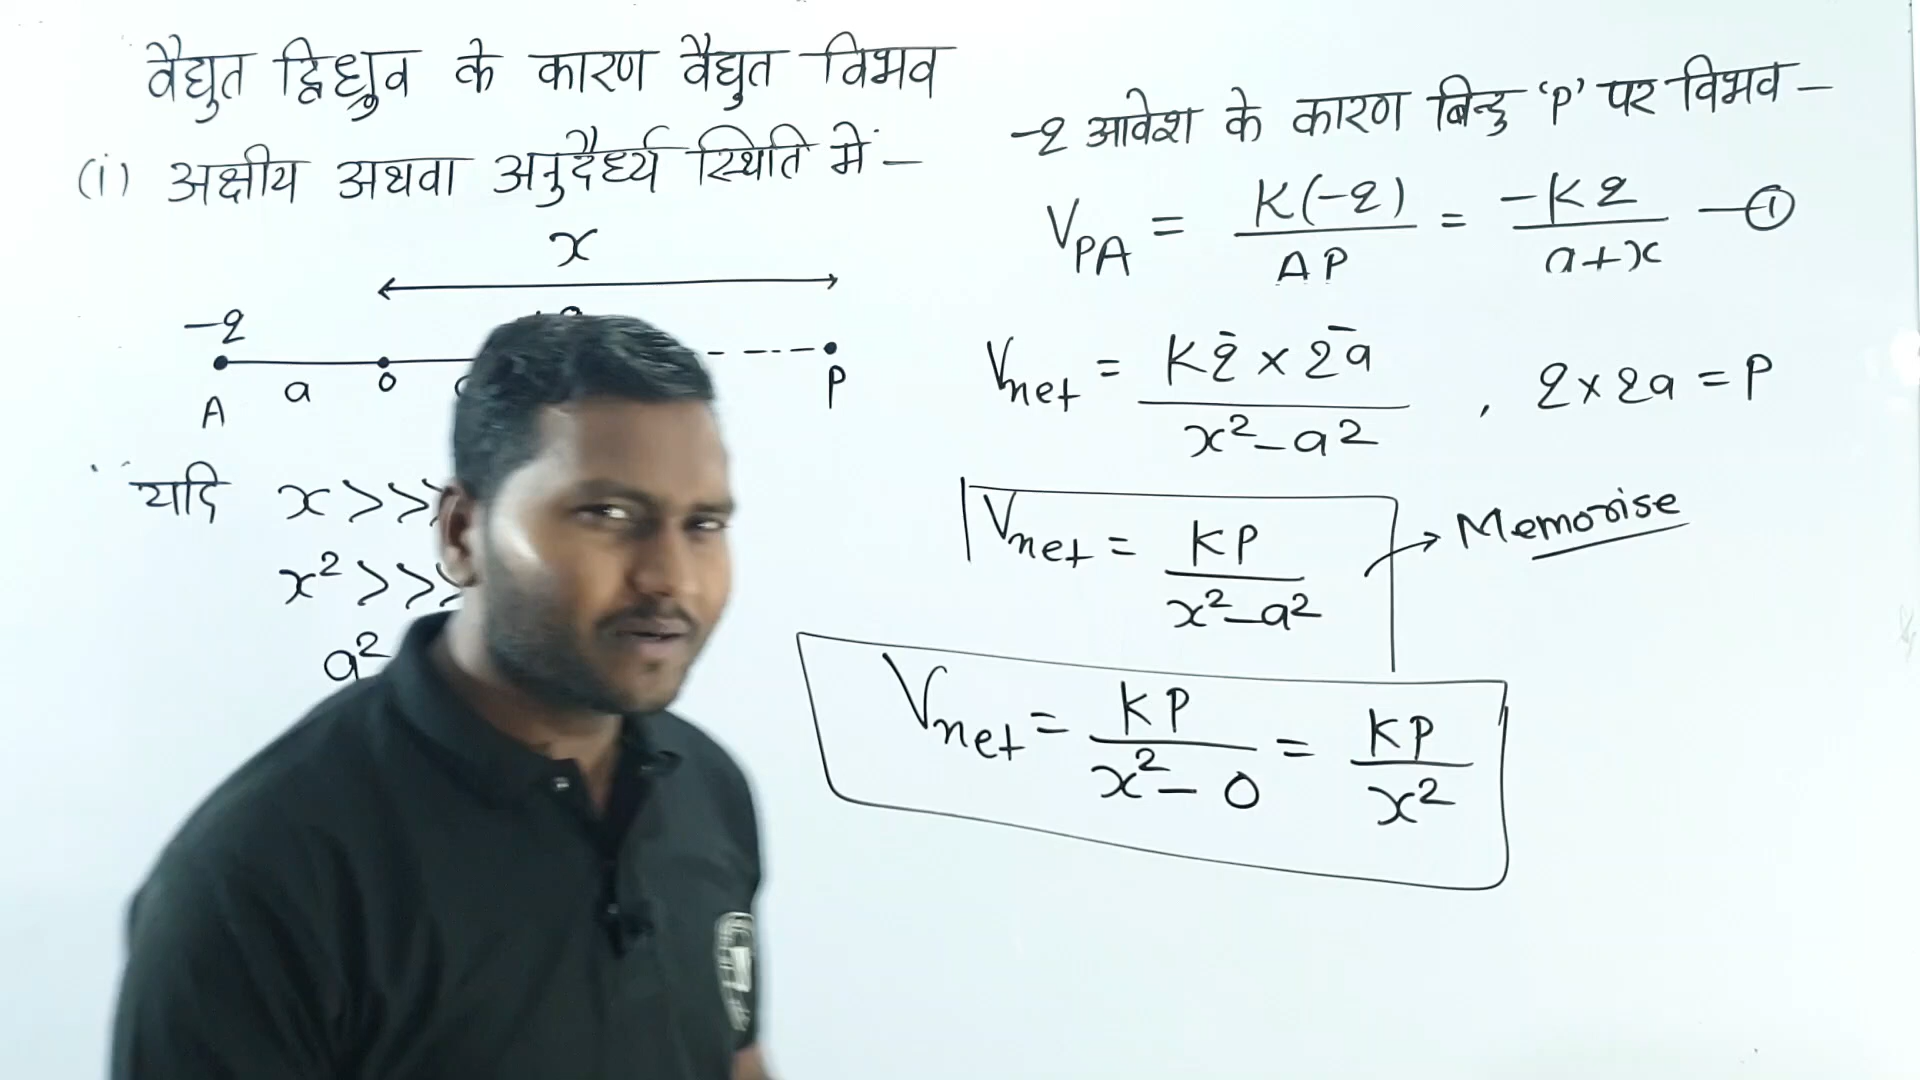 वैद्युत द्विध्रुव के कारण वैद्युत विभव
(i) अक्षीय अथवा अनुदैर्ध्य स्थिति में –
x
-q
A a O P
यदि x >>>
x² >>>
a²
-q आवेश के कारण बिन्दु 'P' पर विभव –
V_PA = K(-q)/AP = -Kq/a+x —①
V_net = Kq × 2a/x²-a² , q × 2a = P
V_net = KP/x²-a² → Memorise
V_net = KP/x²-0 = KP/x²